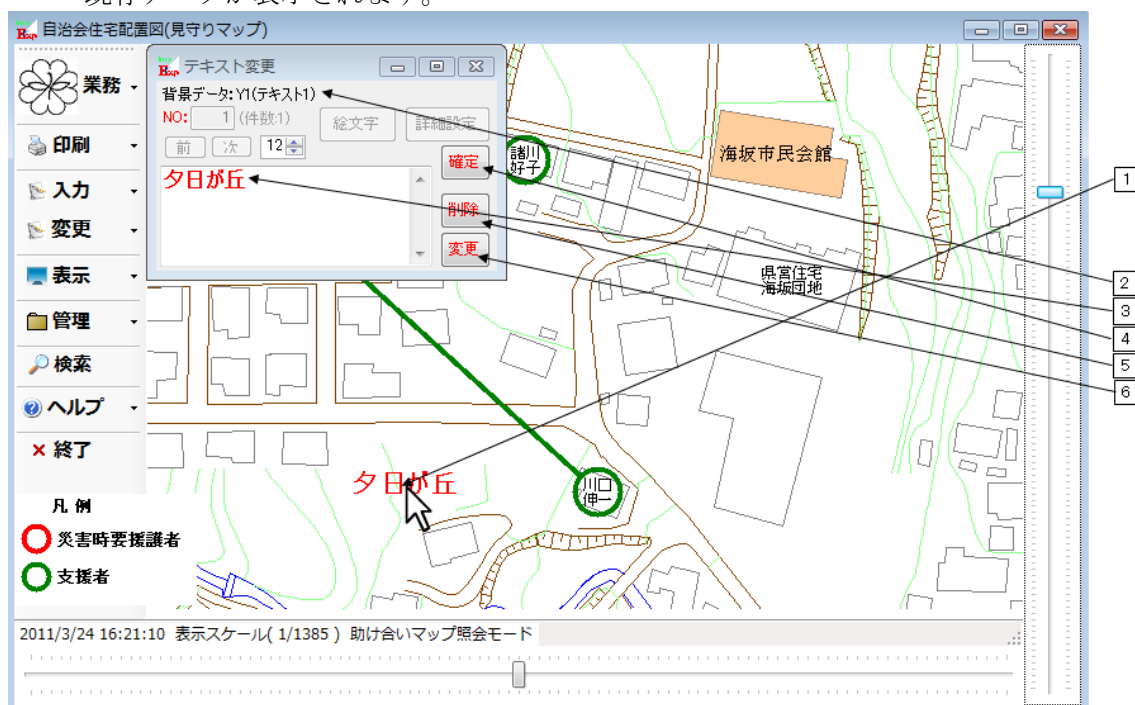 既存データが表示されます。
自治会住宅配置図(見守りマップ)
業務
印刷
入力
変更
表示
管理
検索
ヘルプ
× 終了
凡 例
災害時要援護者
支援者
テキスト変更
背景データ:Y1(テキスト1)
NO: 1 (件数:1) 絵文字 詳細設定
前 次 12
確定
夕日が丘
削除
変更
諸川
好子
海坂市民会館
県営住宅
海坂団地
夕日が丘
川口
伸一
1
2
3
4
5
6
2011/3/24 16:21:10 表示スケール( 1/1385 ) 助け合いマップ照会モード